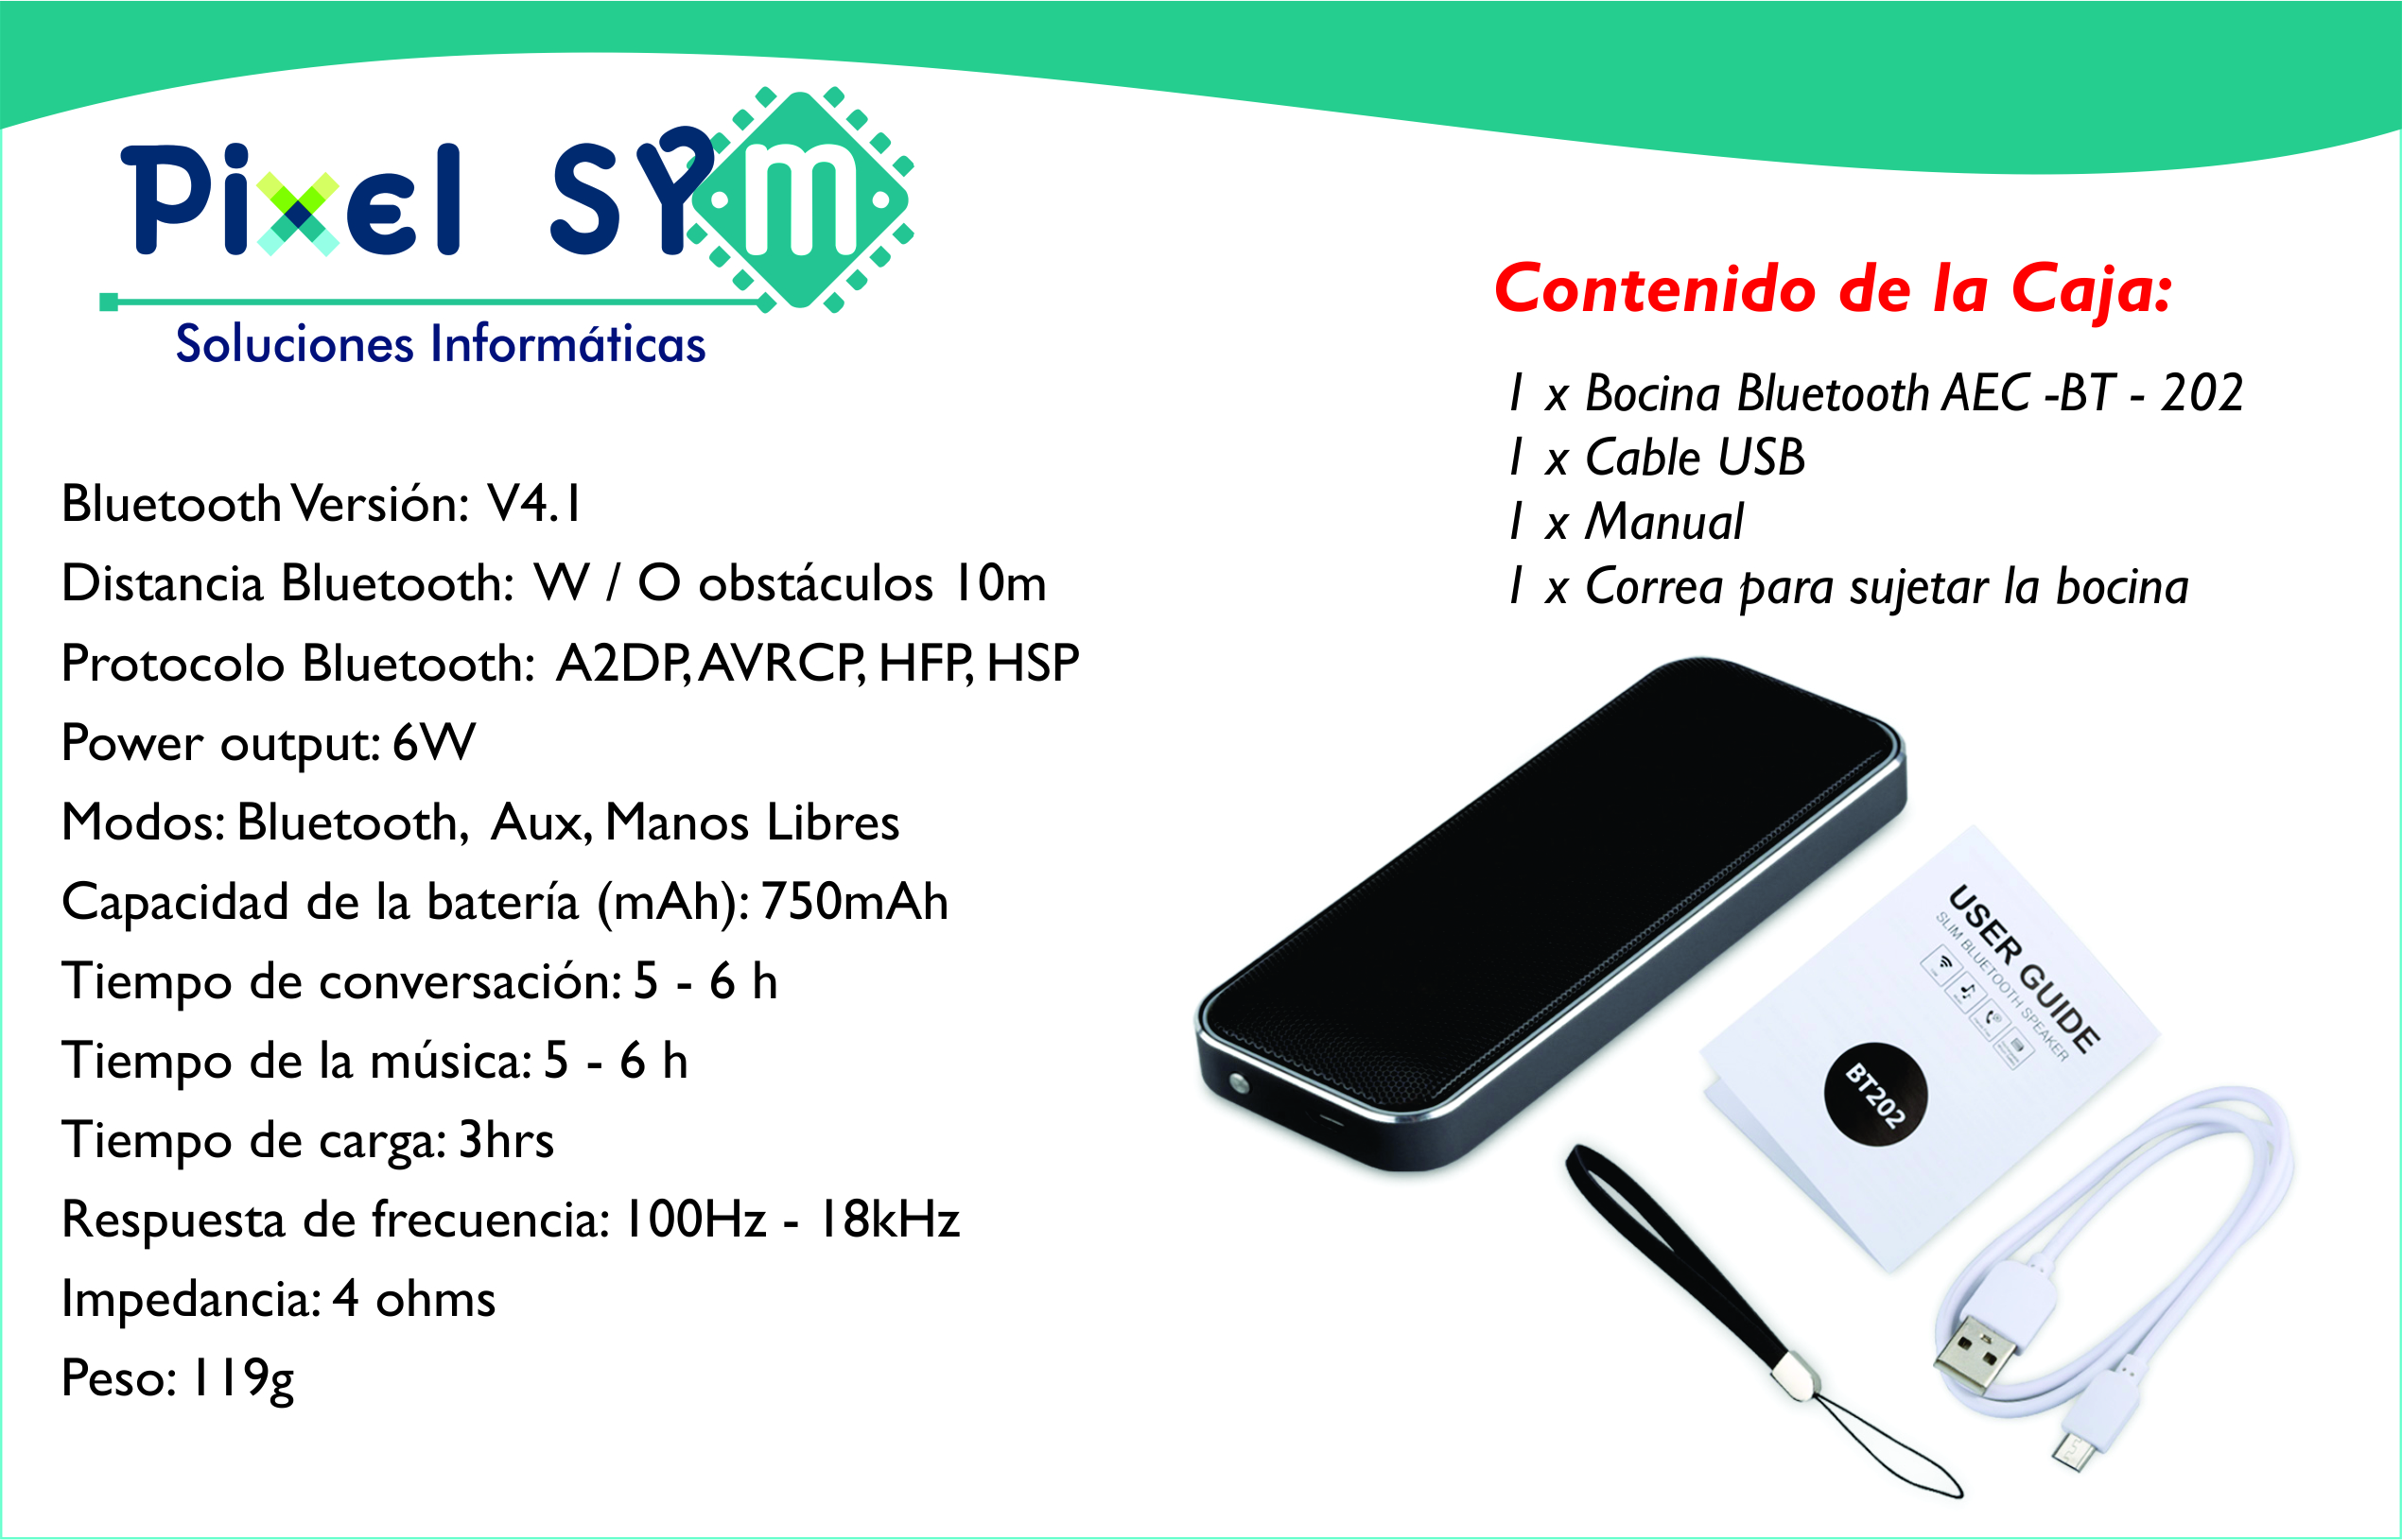 Pixel SYm
Soluciones Informáticas
Bluetooth Versión: V4.1
Distancia Bluetooth: W / O obstáculos 10m
Protocolo Bluetooth: A2DP, AVRCP, HFP, HSP
Power output: 6W
Modos: Bluetooth, Aux, Manos Libres
Capacidad de la batería (mAh): 750mAh
Tiempo de conversación: 5 - 6 h
Tiempo de la música: 5 - 6 h
Tiempo de carga: 3hrs
Respuesta de frecuencia: 100Hz - 18kHz
Impedancia: 4 ohms
Peso: 119g
Contenido de la Caja:
1 x Bocina Bluetooth AEC -BT - 202
1 x Cable USB
1 x Manual
1 x Correa para sujetar la bocina
USER GUIDE
SLIM BLUETOOTH SPEAKER
BT202